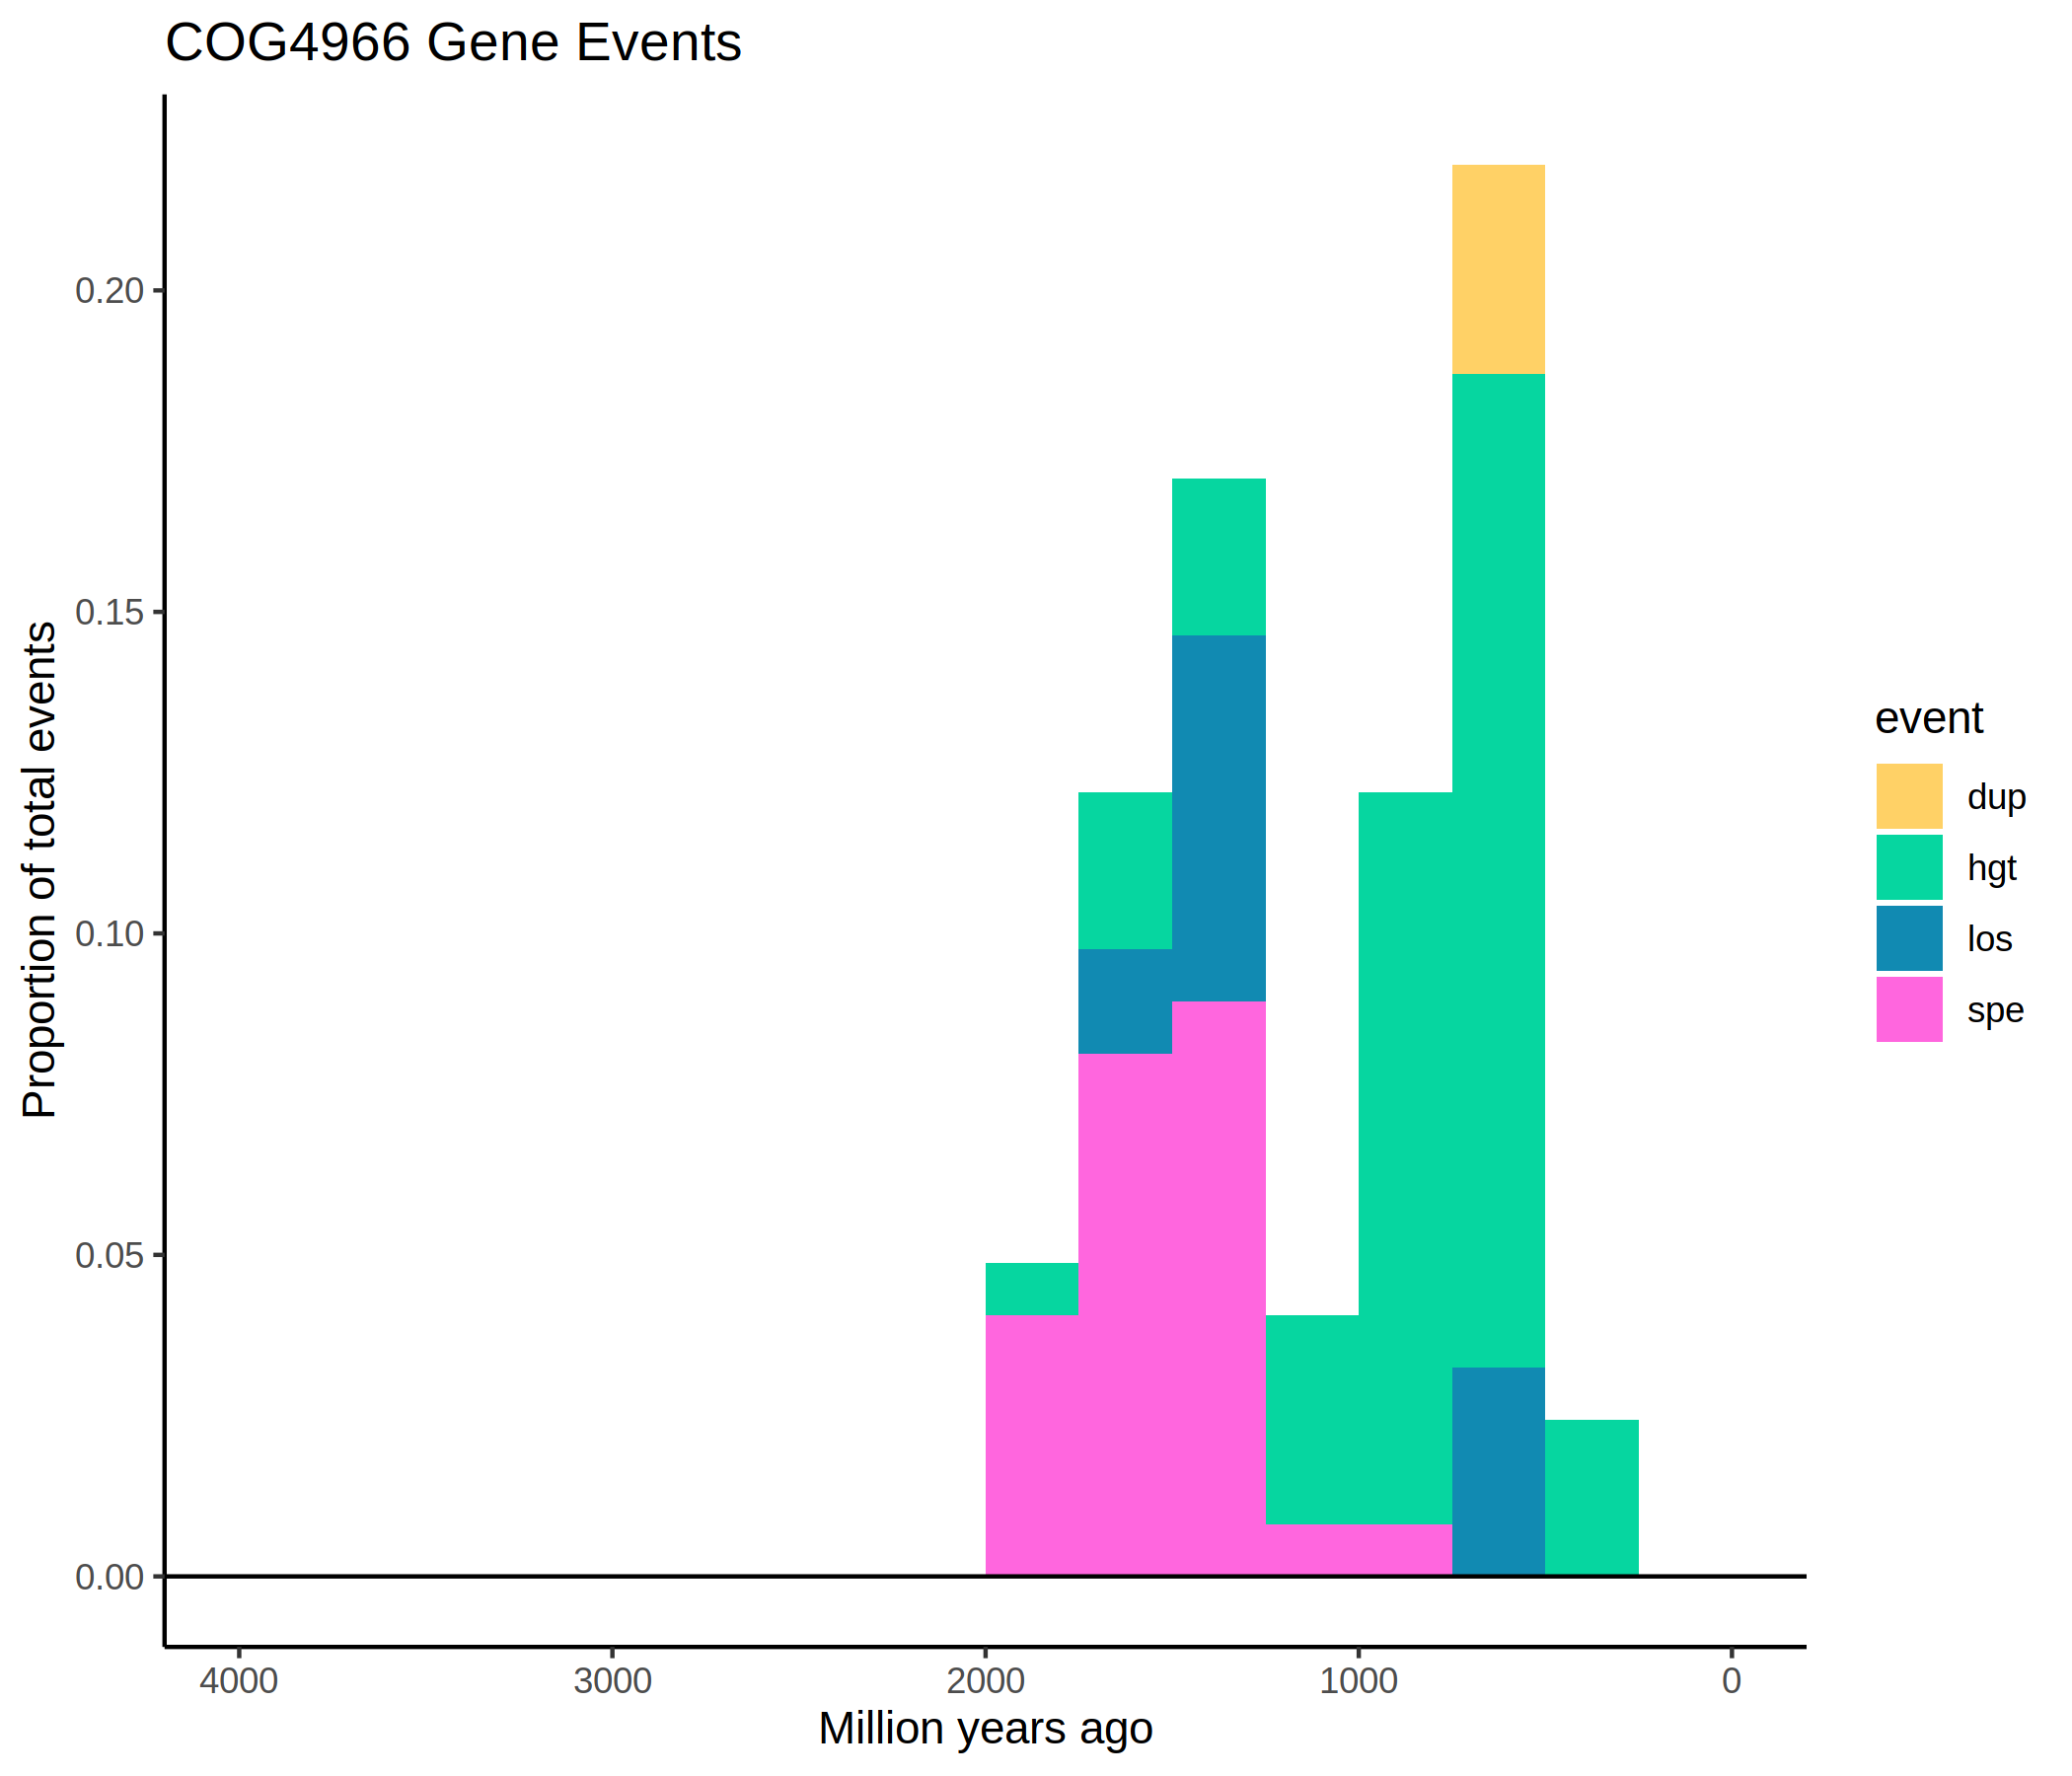 COG4966 Gene Events
Proportion of total events
0.20
0.15
0.10
0.05
0.00
4000 3000 2000 1000 0
Million years ago
event
dup
hgt
los
spe